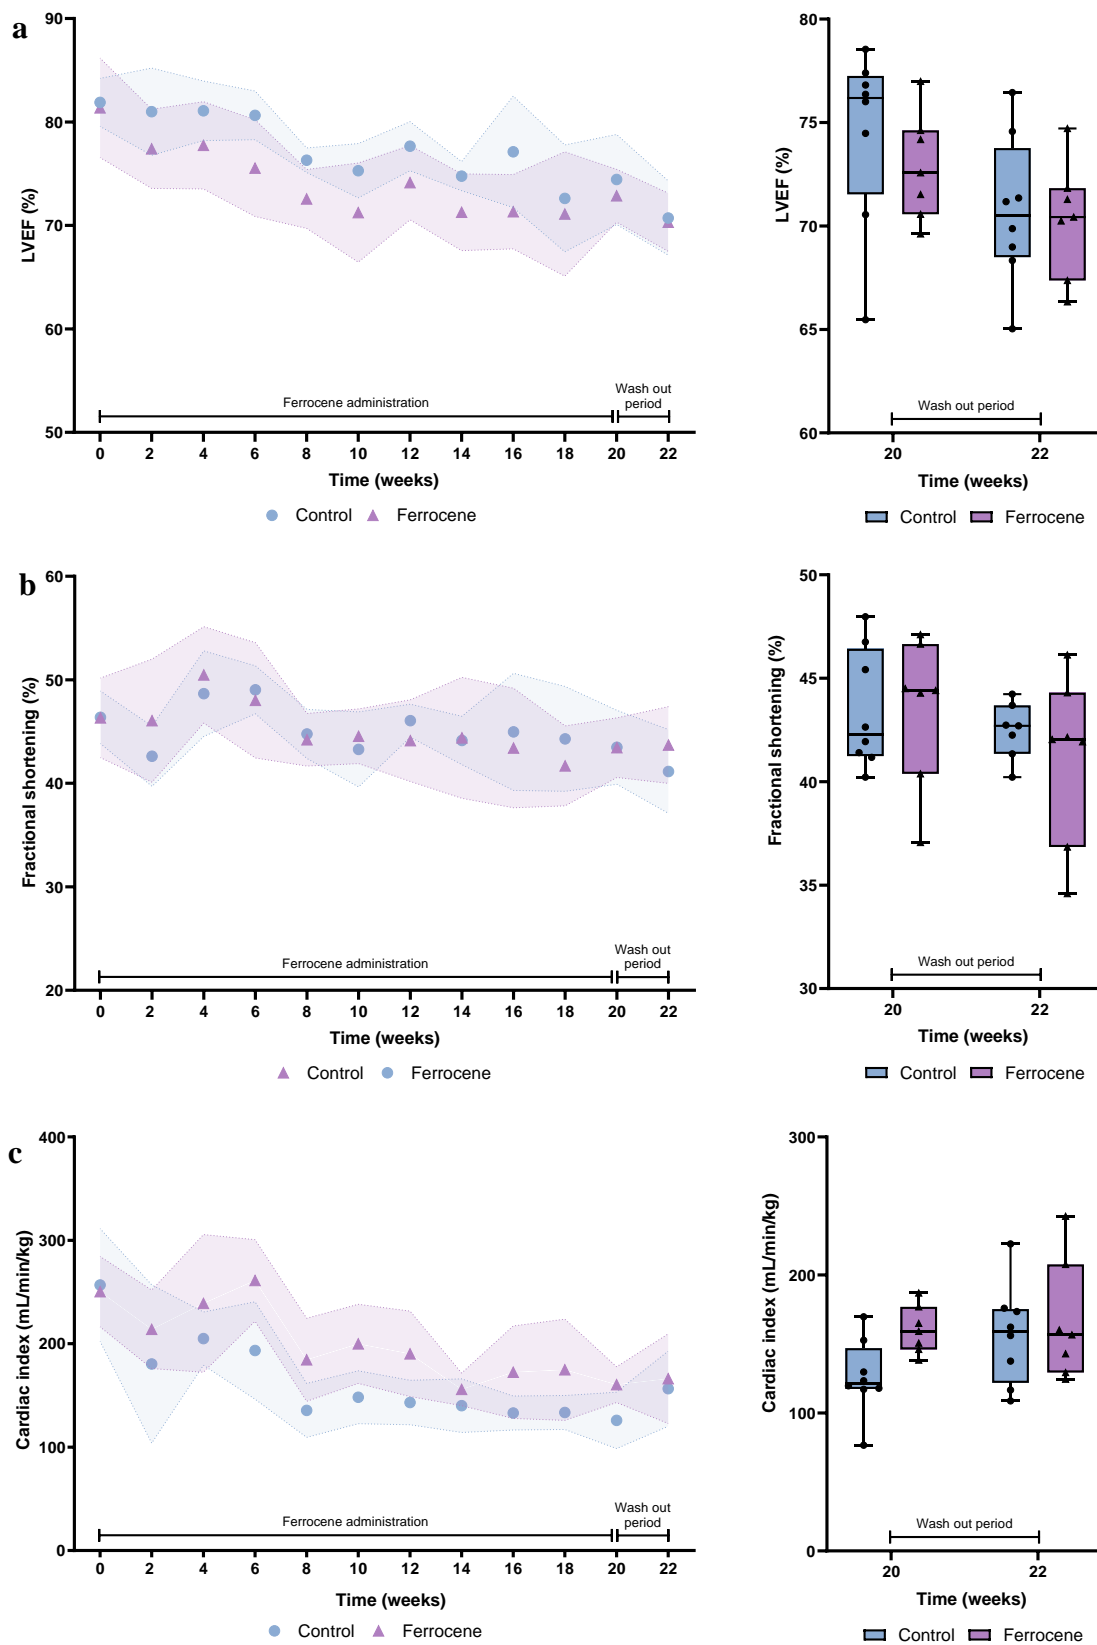 a
90
80
70
60
50
LVEF (%)
Ferrocene administration
Wash out
period
0 2 4 6 8 10 12 14 16 18 20 22
Time (weeks)
Control Ferrocene
80
75
70
65
60
LVEF (%)
Wash out period
20 22
Time (weeks)
Control Ferrocene
b
60
50
40
30
20
Fractional shortening (%)
Ferrocene administration
Wash out
period
0 2 4 6 8 10 12 14 16 18 20 22
Time (weeks)
Control Ferrocene
50
45
40
35
30
Fractional shortening (%)
Wash out period
20 22
Time (weeks)
Control Ferrocene
c
400
300
200
100
0
Cardiac index (mL/min/kg)
Ferrocene administration
Wash out
period
0 2 4 6 8 10 12 14 16 18 20 22
Time (weeks)
Control Ferrocene
300
200
100
0
Cardiac index (mL/min/kg)
Wash out period
20 22
Time (weeks)
Control Ferrocene